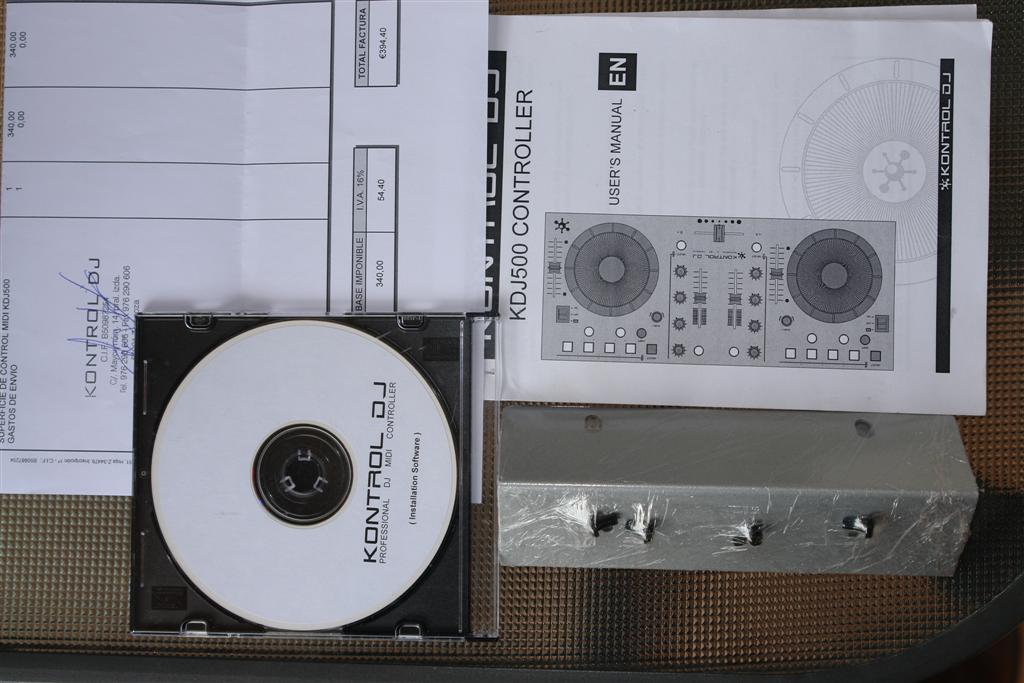 340,00
0,00
340,00
0,00
1
1
SUPERFICIE DE CONTROL MIDI KDJ500
GASTOS DE ENVIO
TOTAL FACTURA
€394,40
I.V.A. 16%
54,40
BASE IMPONIBLE
340,00
KONTROL DJ
C.I.F.
KONTROL DJ
KDJ500 CONTROLLER
USER'S MANUAL EN
KONTROL DJ
KONTROL DJ
KONTROL DJ
PROFESSIONAL DJ MIDI CONTROLLER
( Installation Software )